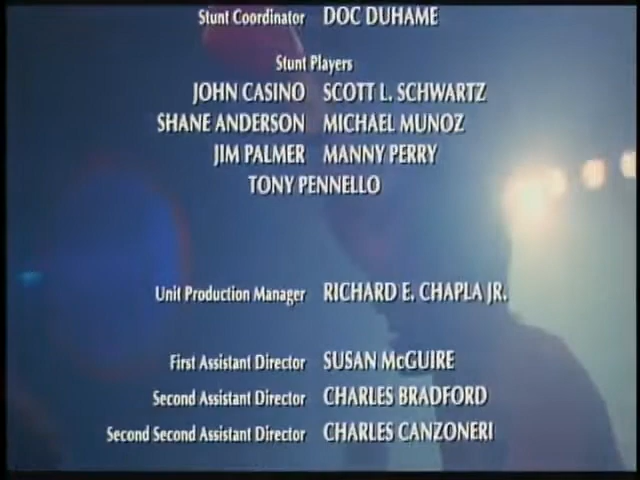 Stunt Coordinator DOC DUHAME
Stunt Players
JOHN CASINO SCOTT L. SCHWARTZ
SHANE ANDERSON MICHAEL MUNOZ
JIM PALMER MANNY PERRY
TONY PENNELLO
Unit Production Manager RICHARD E. CHAPLA JR.
First Assistant Director SUSAN McGUIRE
Second Assistant Director CHARLES BRADFORD
Second Second Assistant Director CHARLES CANZONERI